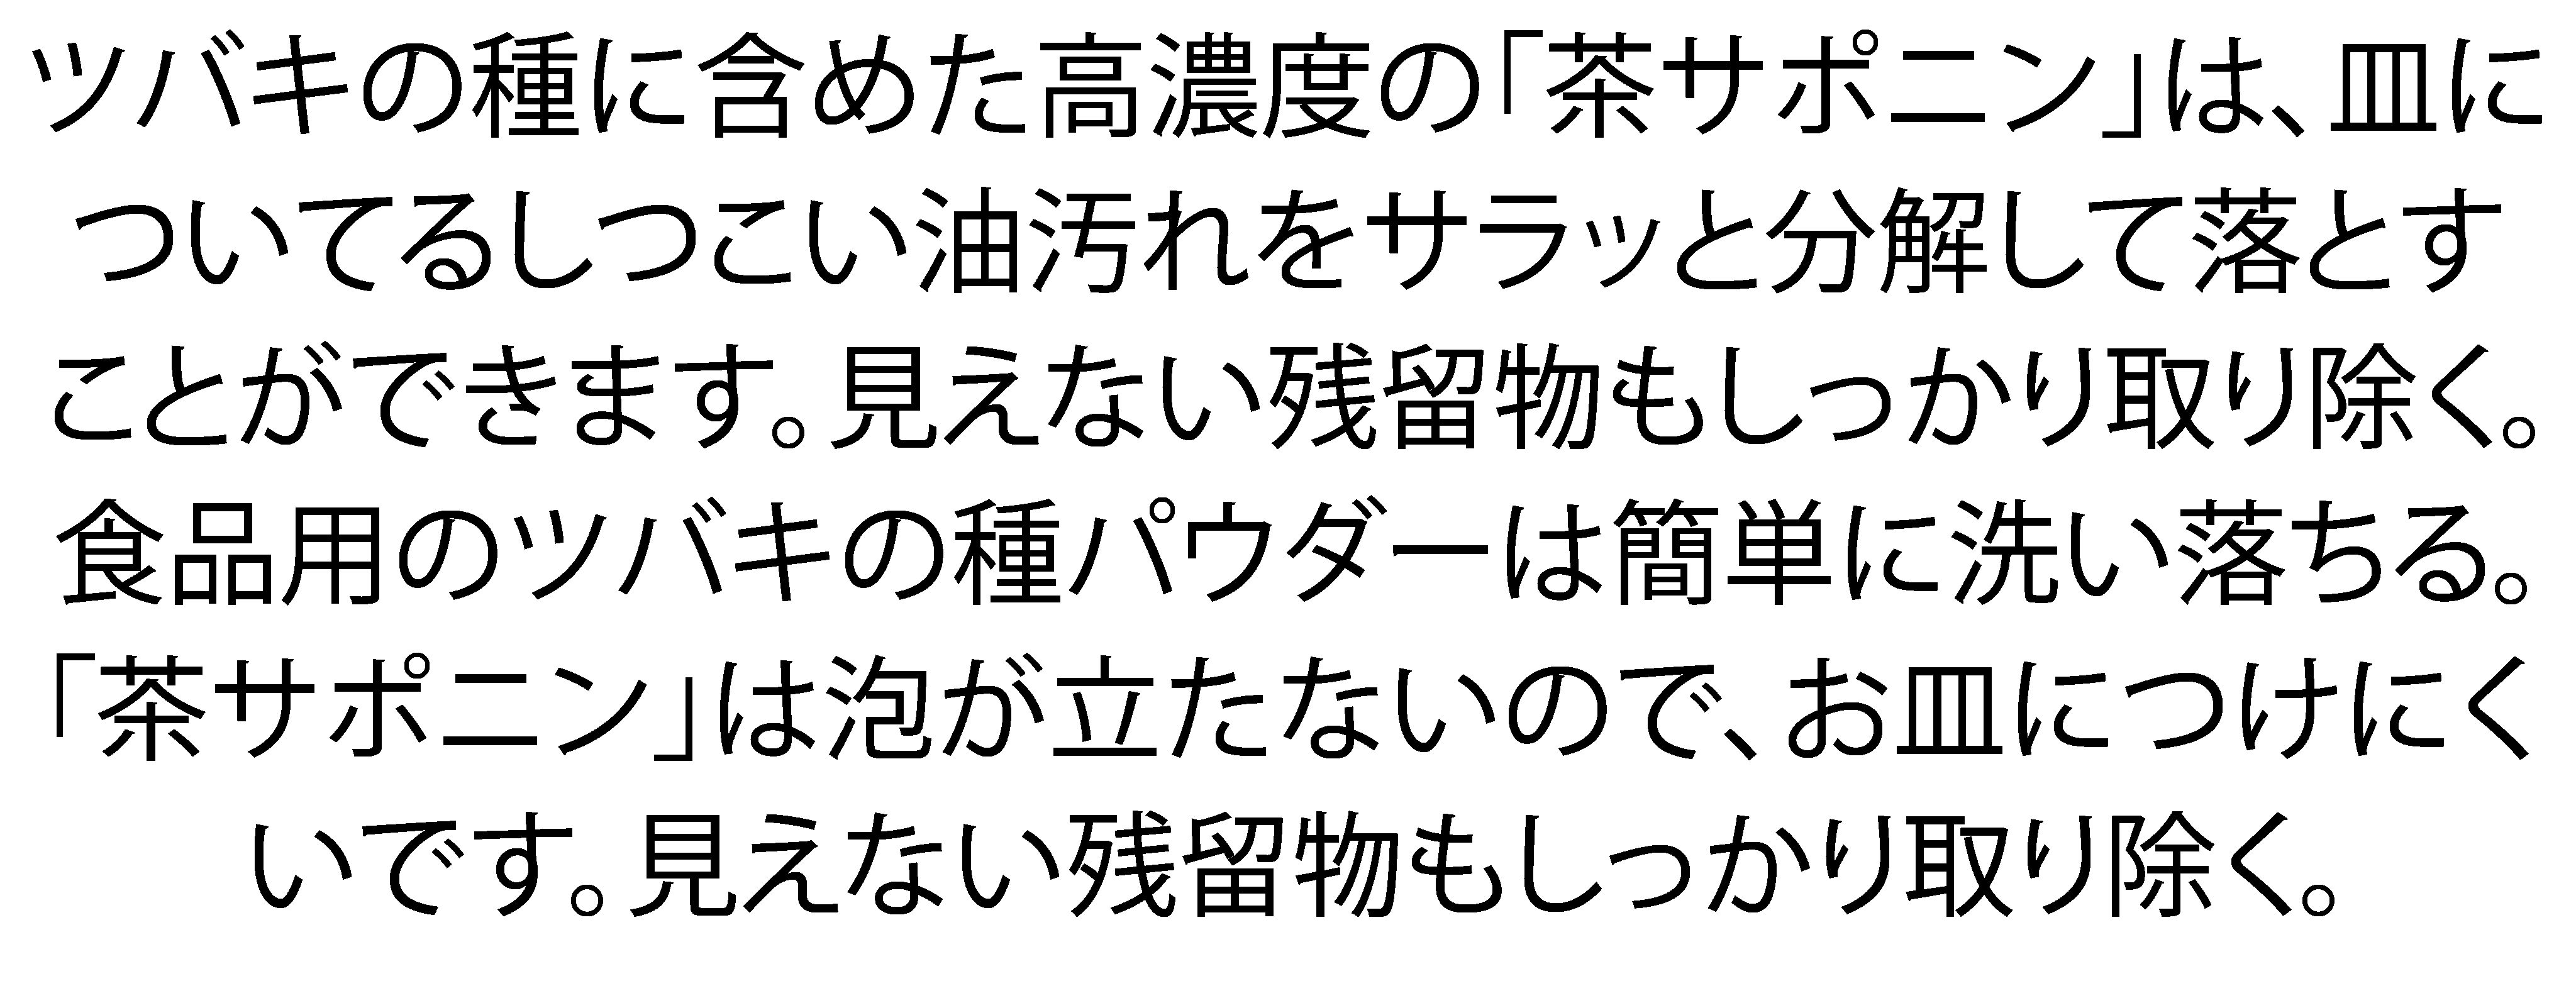 ツバキの種に含めた高濃度の「茶サポニン」は、皿に
ついてるしつこい油汚れをサラッと分解して落とす
ことができます。見えない残留物もしっかり取り除く。
食品用のツバキの種パウダーは簡単に洗い落ちる。
「茶サポニン」は泡が立たないので、お皿につけにく
いです。見えない残留物もしっかり取り除く。